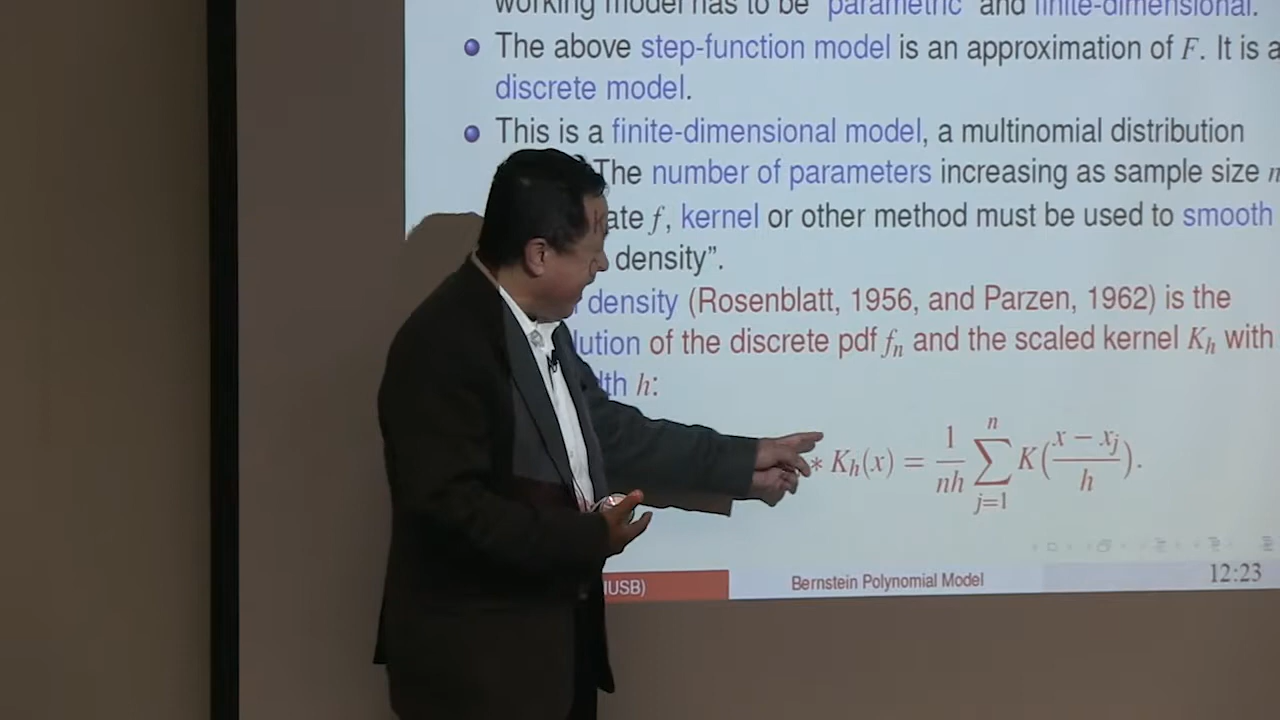 working model has to be "parametric" and finite-dimensional.
The above step-function model is an approximation of F. It is a
discrete model.
This is a finite-dimensional model, a multinomial distribution
The number of parameters increasing as sample size n
f, kernel or other method must be used to smooth
density".
density (Rosenblatt, 1956, and Parzen, 1962) is the
of the discrete pdf fₙ and the scaled kernel Kₕ with
h:
* Kₕ(x) = 1/nh ∑ⁿⱼ₌₁ K(x − xⱼ/h).
IUSB) Bernstein Polynomial Model 12:23